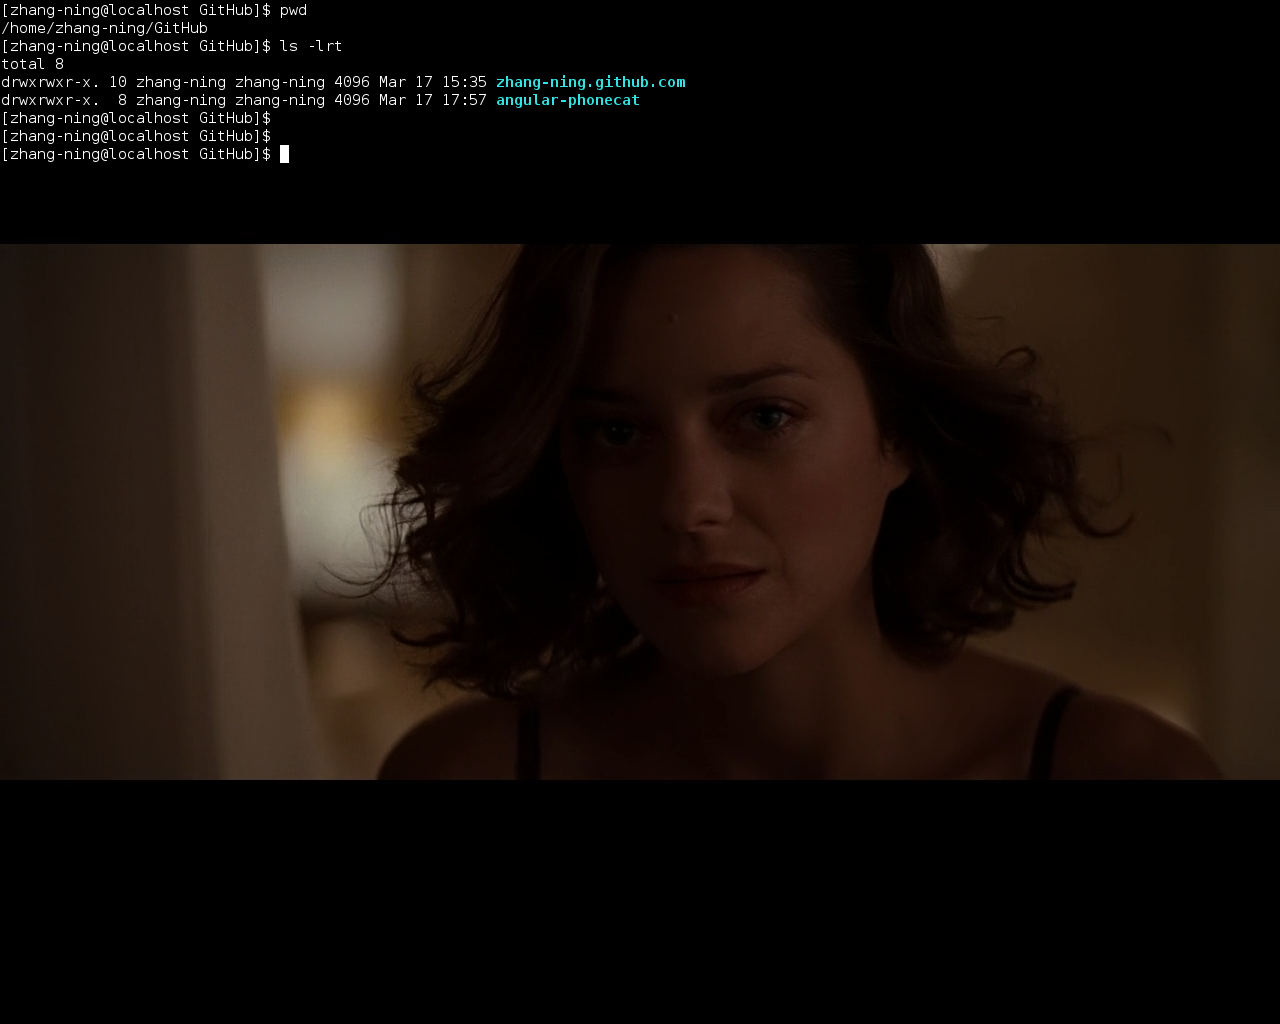 [zhang-ning@localhost GitHub]$ pwd
/home/zhang-ning/GitHub
[zhang-ning@localhost GitHub]$ ls -lrt
total 8
drwxrwxr-x. 10 zhang-ning zhang-ning 4096 Mar 17 15:35 zhang-ning.github.com
drwxrwxr-x.  8 zhang-ning zhang-ning 4096 Mar 17 17:57 angular-phonecat
[zhang-ning@localhost GitHub]$
[zhang-ning@localhost GitHub]$
[zhang-ning@localhost GitHub]$